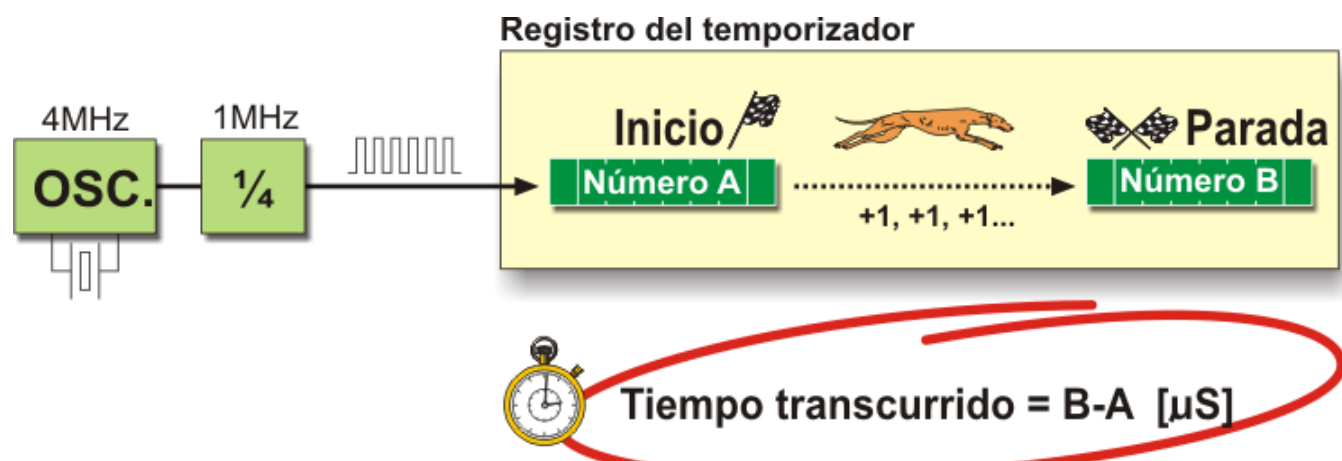 Registro del temporizador
4MHz
1MHz
OSC.
¼
Inicio
Parada
Número A
Número B
+1, +1, +1...
Tiempo transcurrido = B-A [µS]